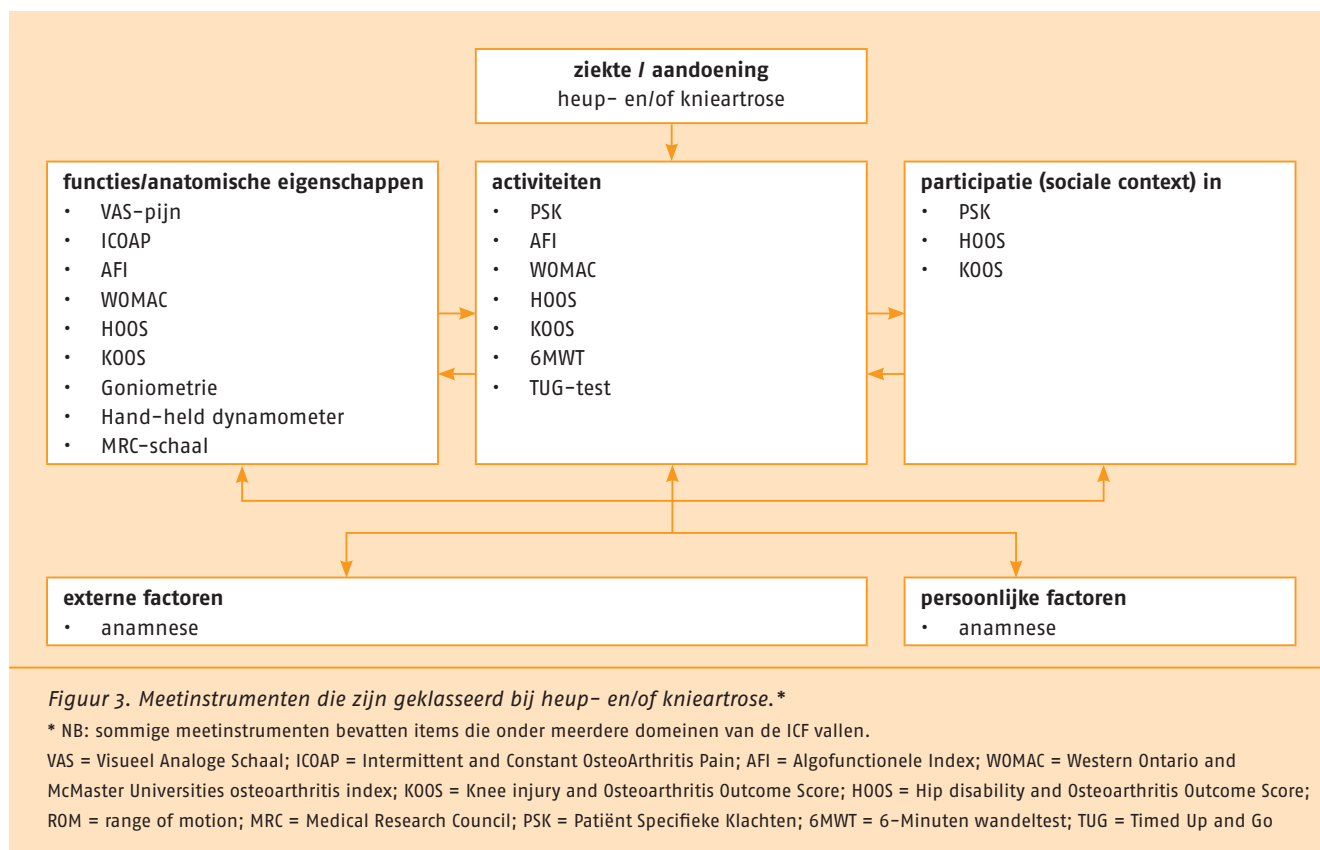 ziekte / aandoening
heup- en/of knieartrose
functies/anatomische eigenschappen
• VAS-pijn
• ICOAP
• AFI
• WOMAC
• HOOS
• KOOS
• Goniometrie
• Hand-held dynamometer
• MRC-schaal
activiteiten
• PSK
• AFI
• WOMAC
• HOOS
• KOOS
• 6MWT
• TUG-test
participatie (sociale context) in
• PSK
• HOOS
• KOOS
externe factoren
• anamnese
persoonlijke factoren
• anamnese
Figuur 3. Meetinstrumenten die zijn geklasseerd bij heup- en/of knieartrose.*
* NB: sommige meetinstrumenten bevatten items die onder meerdere domeinen van de ICF vallen.
VAS = Visueel Analoge Schaal; ICOAP = Intermittent and Constant OsteoArthritis Pain; AFI = Algofunctionele Index; WOMAC = Western Ontario and
McMaster Universities osteoarthritis index; KOOS = Knee injury and Osteoarthritis Outcome Score; HOOS = Hip disability and Osteoarthritis Outcome Score;
ROM = range of motion; MRC = Medical Research Council; PSK = Patiënt Specifieke Klachten; 6MWT = 6-Minuten wandeltest; TUG = Timed Up and Go